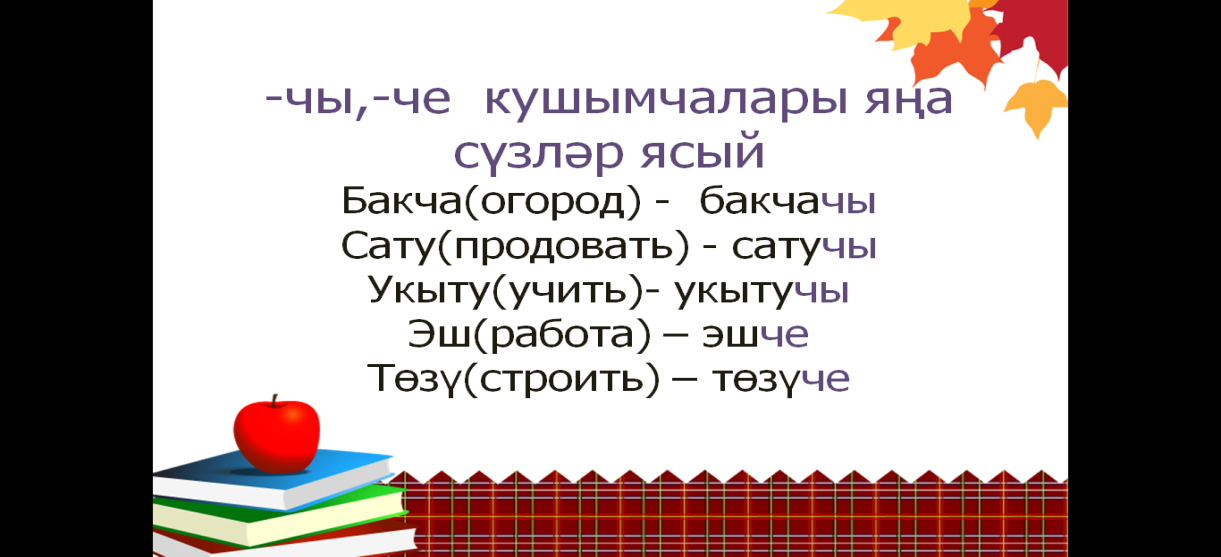 -чы,-че кушымчалары яңа
сүзләр ясый
Бакча(огород) - бакчачы
Сату(продовать) - сатучы
Укыту(учить)- укытучы
Эш(работа) – эшче
Төзү(строить) – төзүче